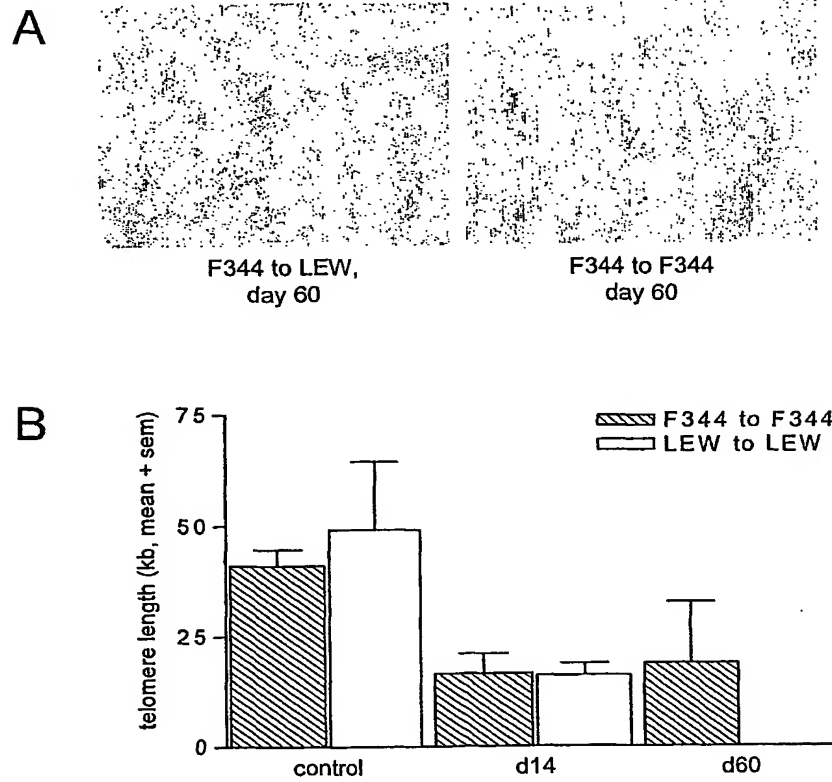 A
F344 to LEW,
day 60
F344 to F344
day 60
B
telomere length (kb, mean + sem)
75
50
25
0
F344 to F344
LEW to LEW
control
d14
d60